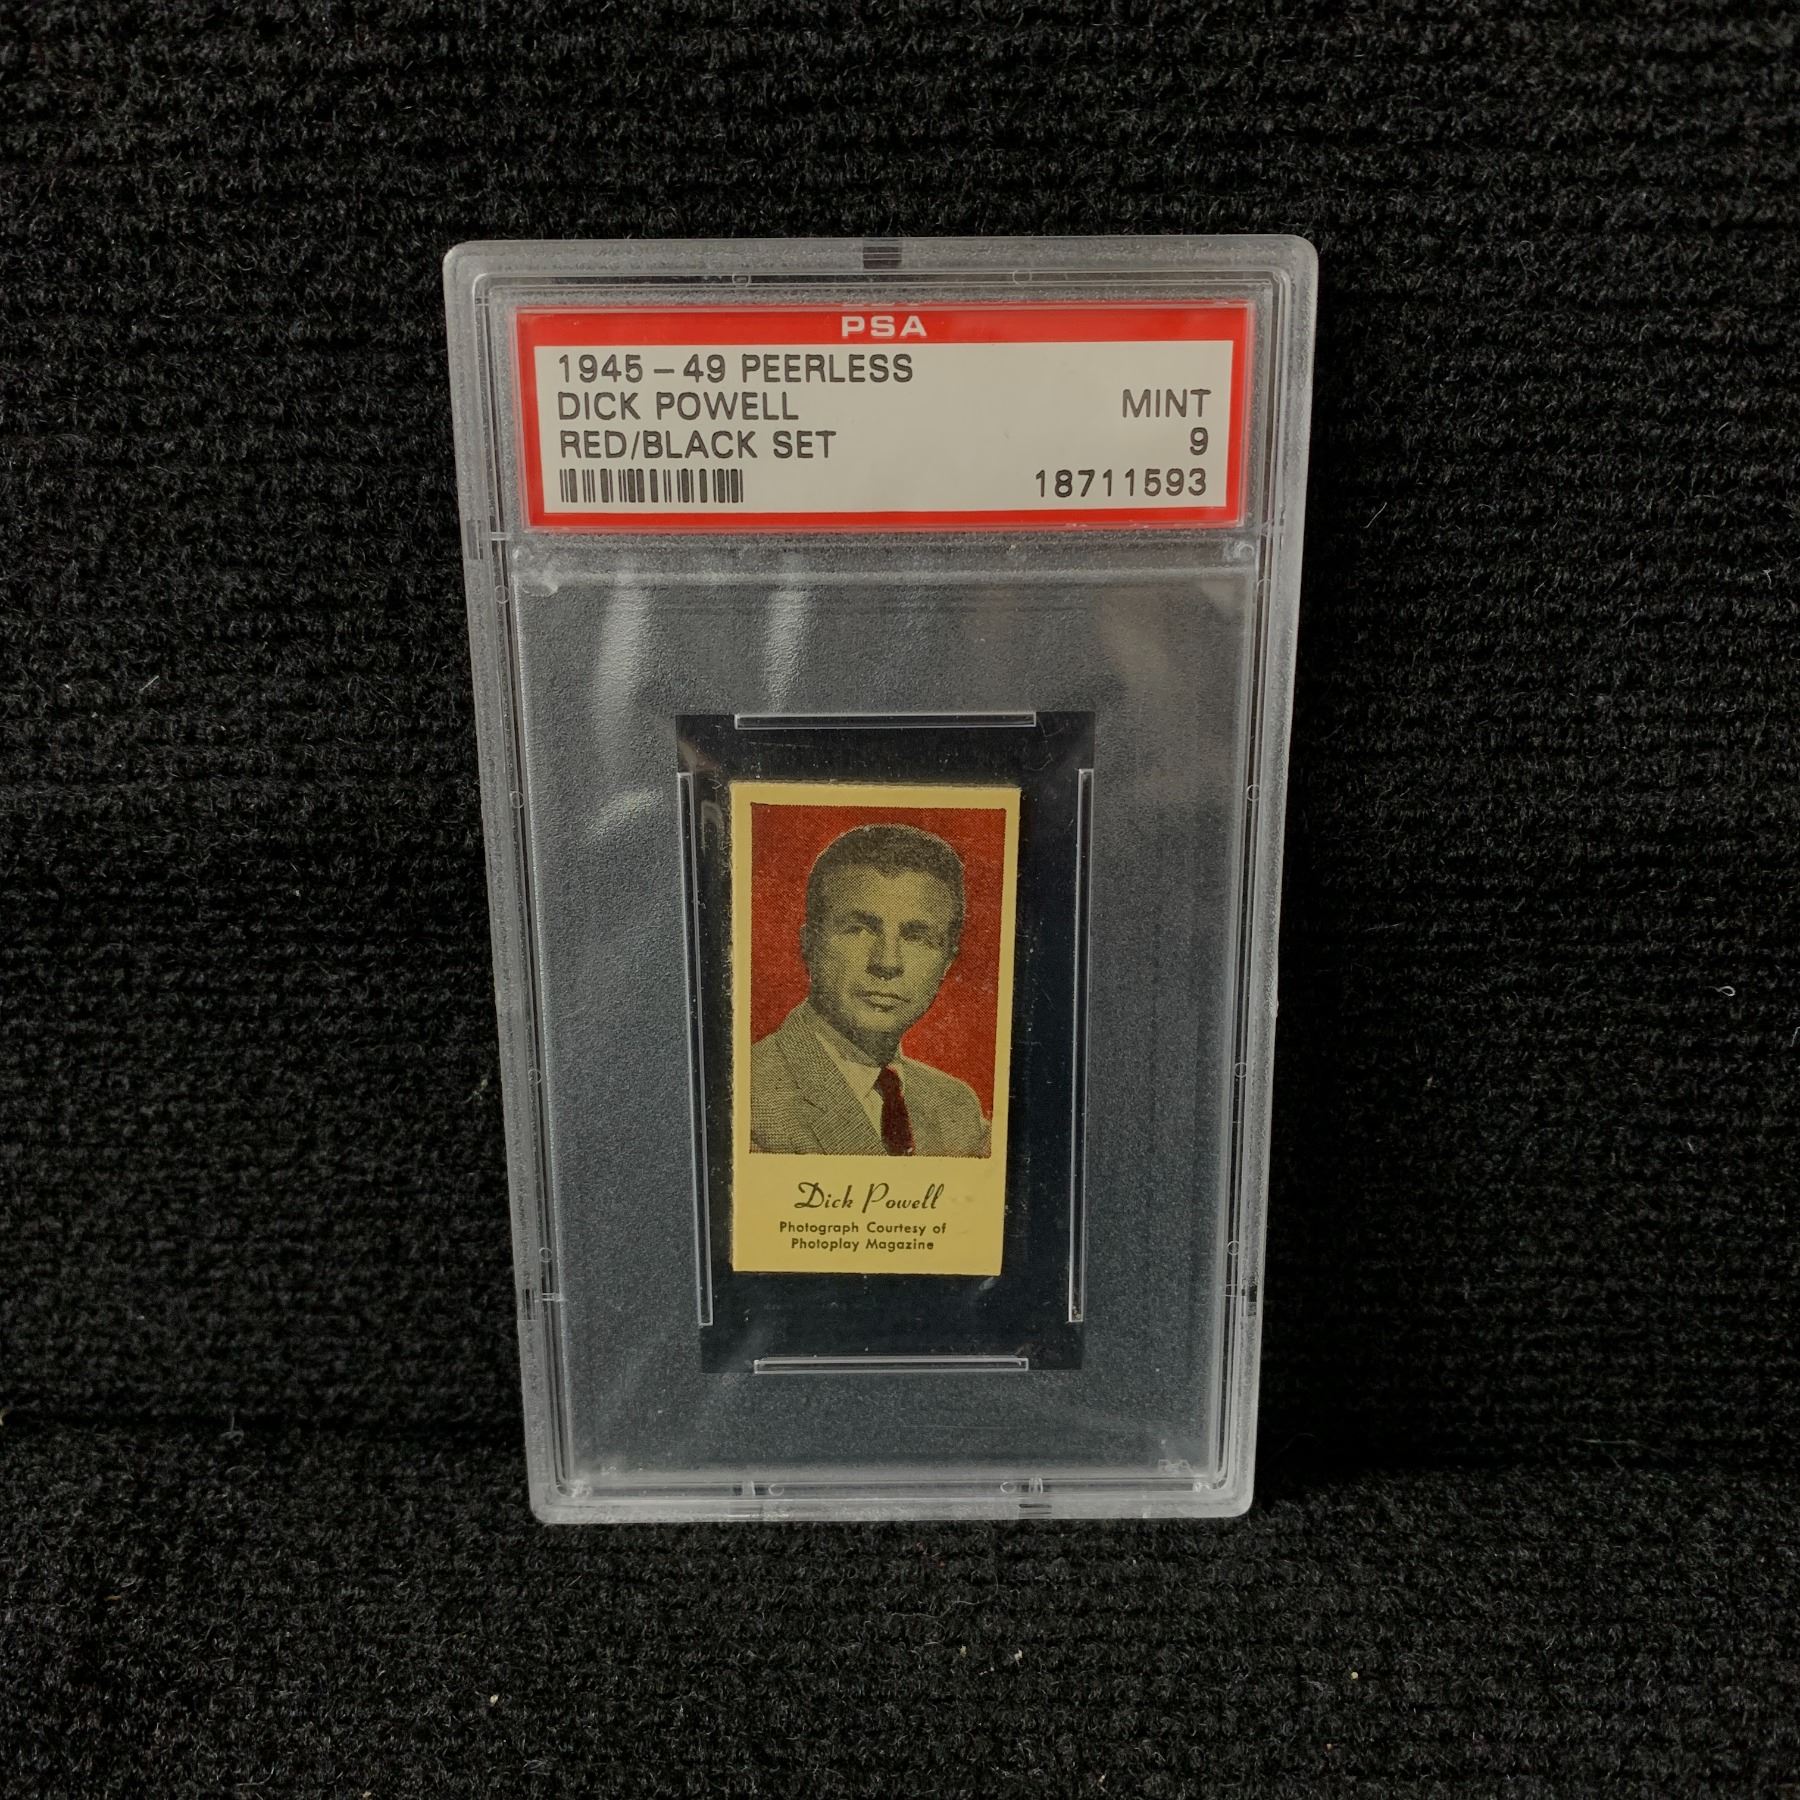 PSA
1945-49 PEERLESS
DICK POWELL MINT
RED/BLACK SET 9
18711593
Dick Powell
Photograph Courtesy of
Photoplay Magazine